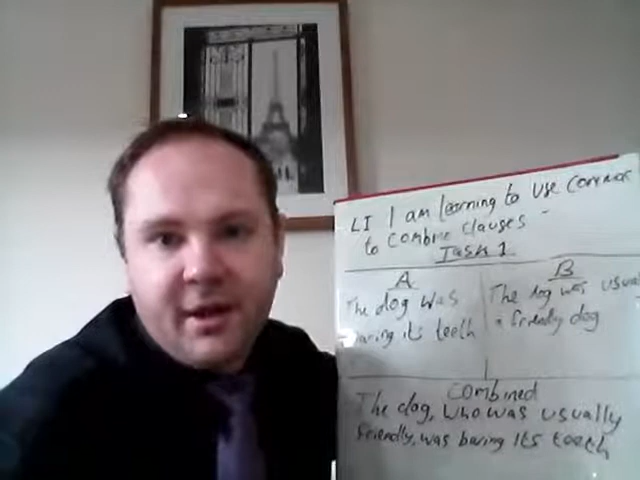 LI I am learning to use commas
to combine clauses -
Task 1
A
The dog was
baring its teeth
B
The dog was usua
a friendly dog
Combined
The dog, who was usually
friendly, was baring its teeth